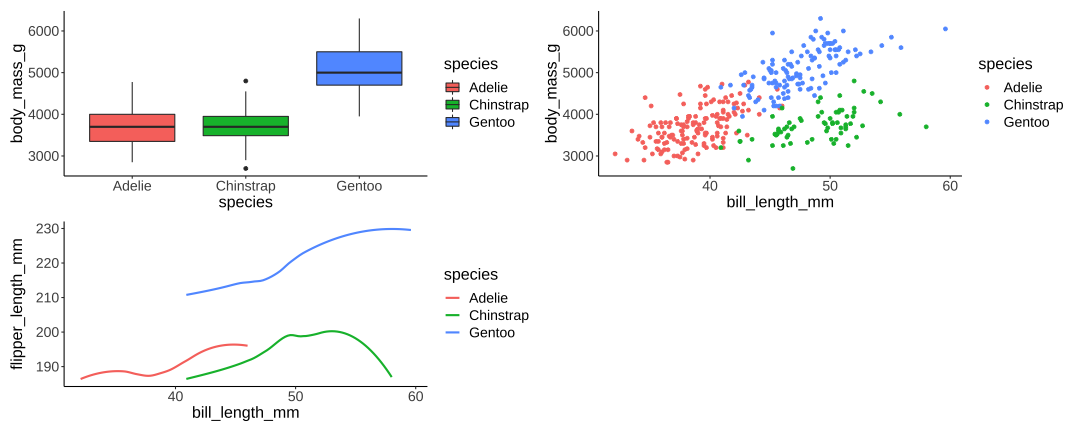 body_mass_g
6000
5000
4000
3000
Adelie Chinstrap Gentoo
species
species
Adelie
Chinstrap
Gentoo
body_mass_g
6000
5000
4000
3000
40 50 60
bill_length_mm
species
Adelie
Chinstrap
Gentoo
flipper_length_mm
230
220
210
200
190
40 50 60
bill_length_mm
species
Adelie
Chinstrap
Gentoo